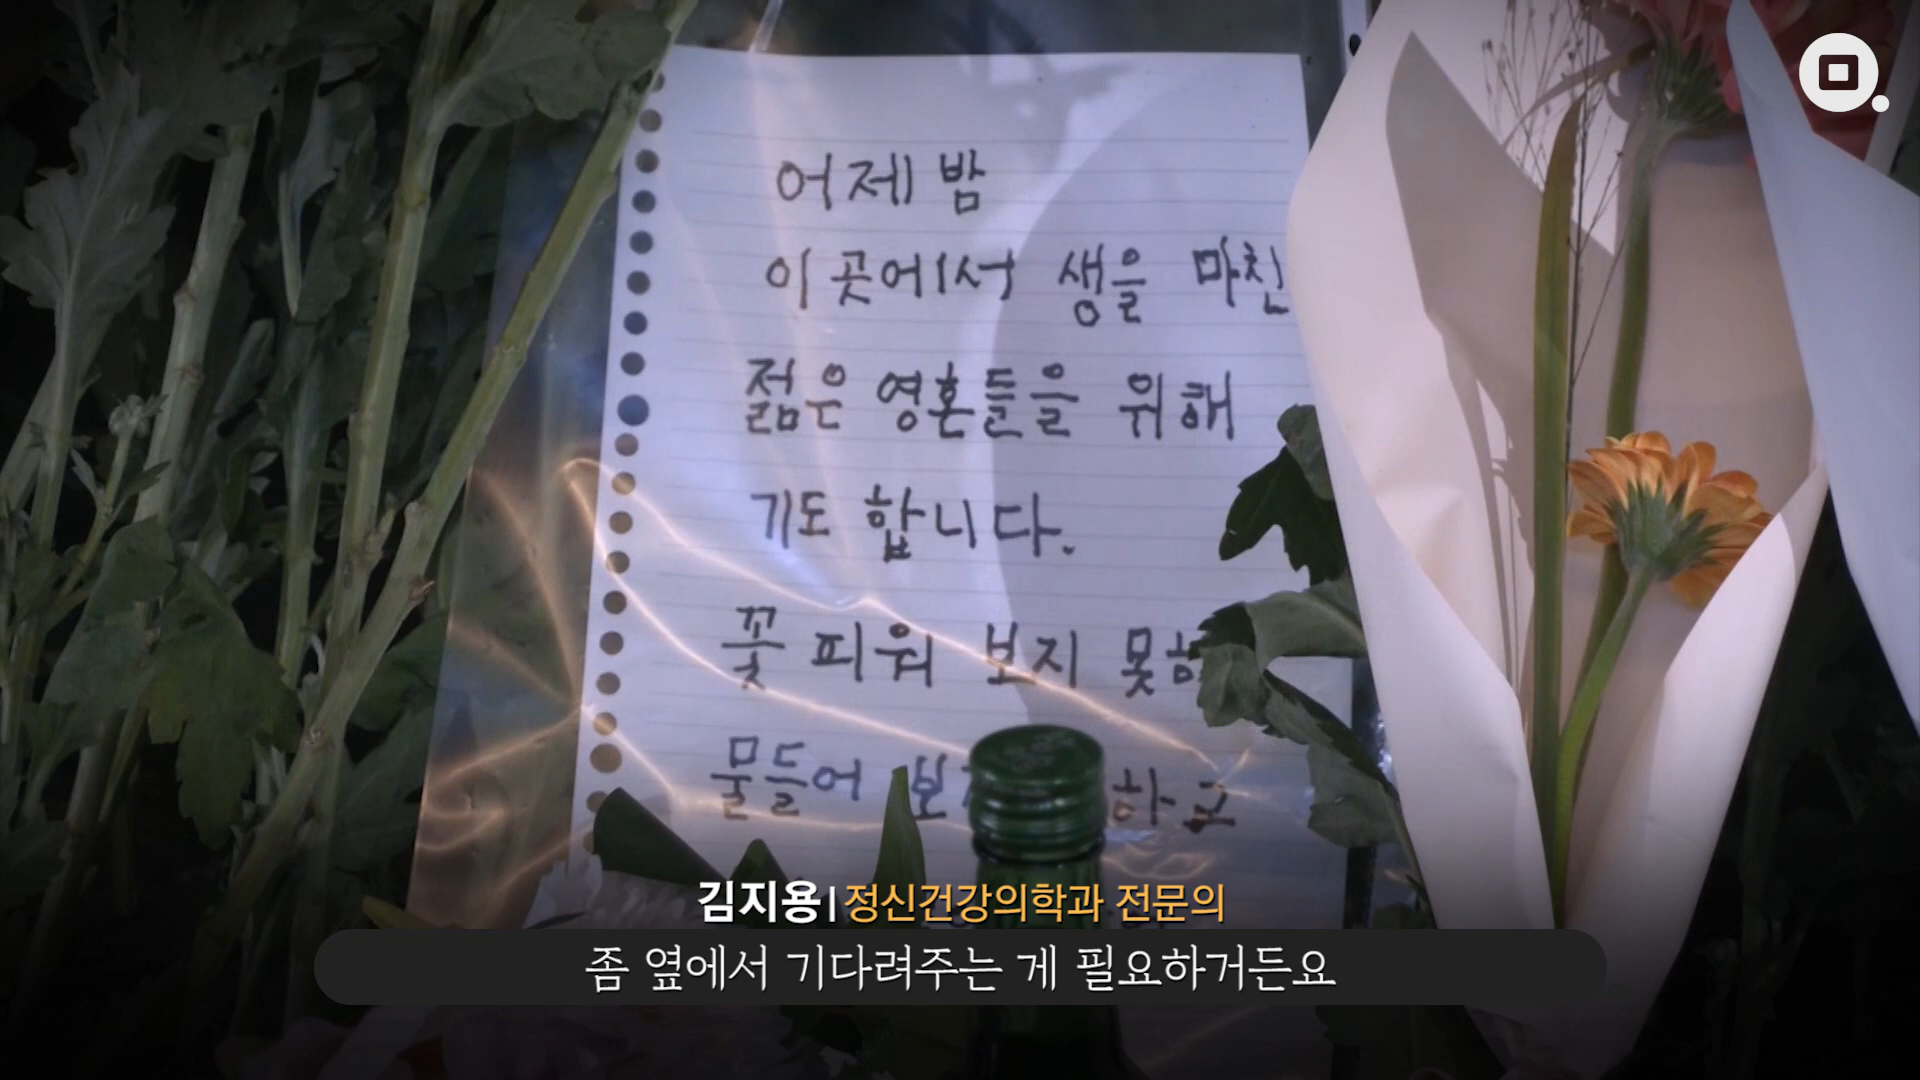 어제 밤
이 곳에서 생을 마친
젊은 영혼들을 위해
기도 합니다.
꽃 피워 보지 못하
물들어 하고
김지용 | 정신건강의학과 전문의
좀 옆에서 기다려주는 게 필요하거든요